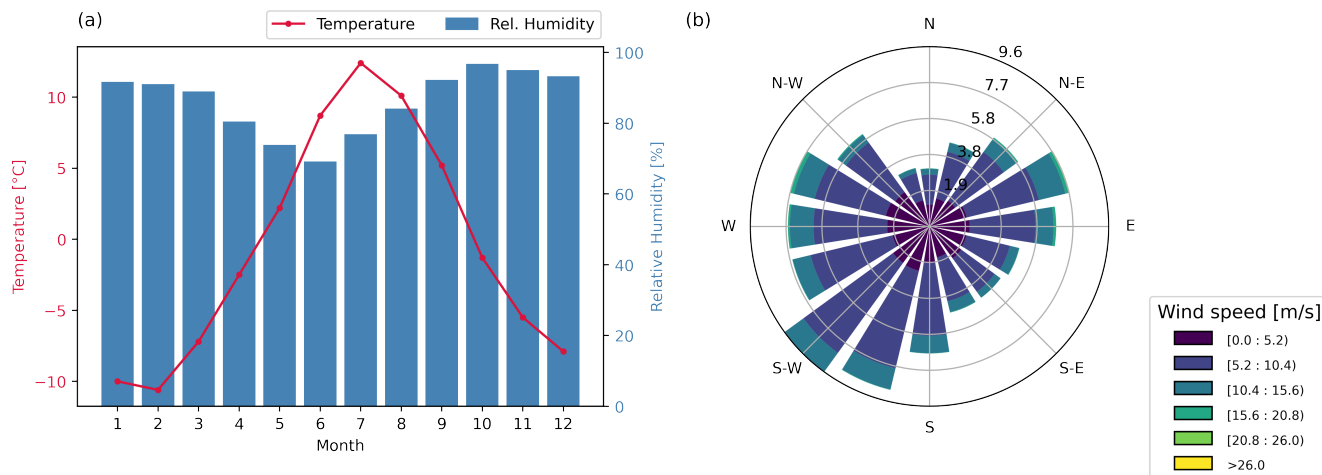 (a)
Temperature
Rel. Humidity
Temperature [°C]
10
5
0
−5
−10
1 2 3 4 5 6 7 8 9 10 11 12
Month
100
80
60
40
20
0
Relative Humidity [%]
(b)
N
N-W
N-E
W
E
S-W
S-E
S
9.6
7.7
5.8
3.8
1.9
Wind speed [m/s]
[0.0 : 5.2)
[5.2 : 10.4)
[10.4 : 15.6)
[15.6 : 20.8)
[20.8 : 26.0)
>26.0